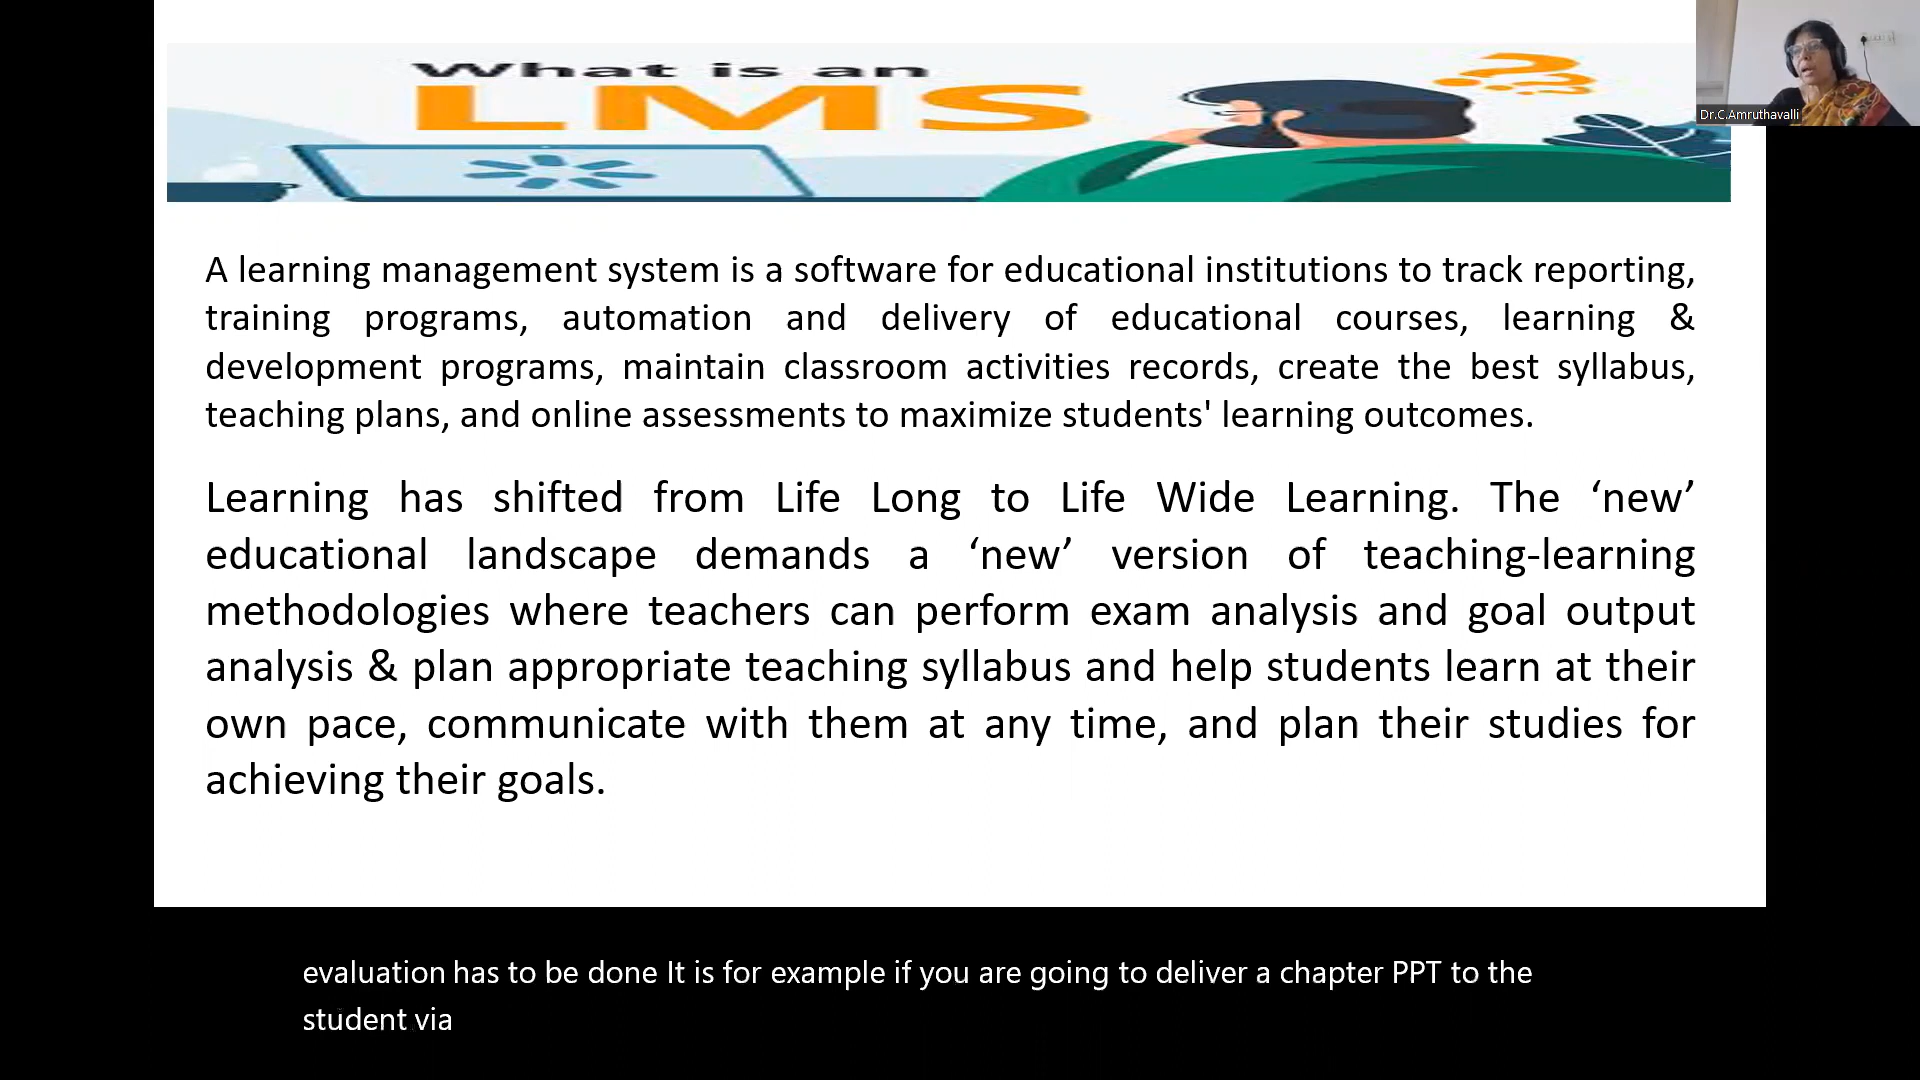 What is an
LMS
???
Dr.C.Amruthavalli
A learning management system is a software for educational institutions to track reporting,
training programs, automation and delivery of educational courses, learning &
development programs, maintain classroom activities records, create the best syllabus,
teaching plans, and online assessments to maximize students' learning outcomes.
Learning has shifted from Life Long to Life Wide Learning. The ‘new’
educational landscape demands a ‘new’ version of teaching-learning
methodologies where teachers can perform exam analysis and goal output
analysis & plan appropriate teaching syllabus and help students learn at their
own pace, communicate with them at any time, and plan their studies for
achieving their goals.
evaluation has to be done It is for example if you are going to deliver a chapter PPT to the
student via